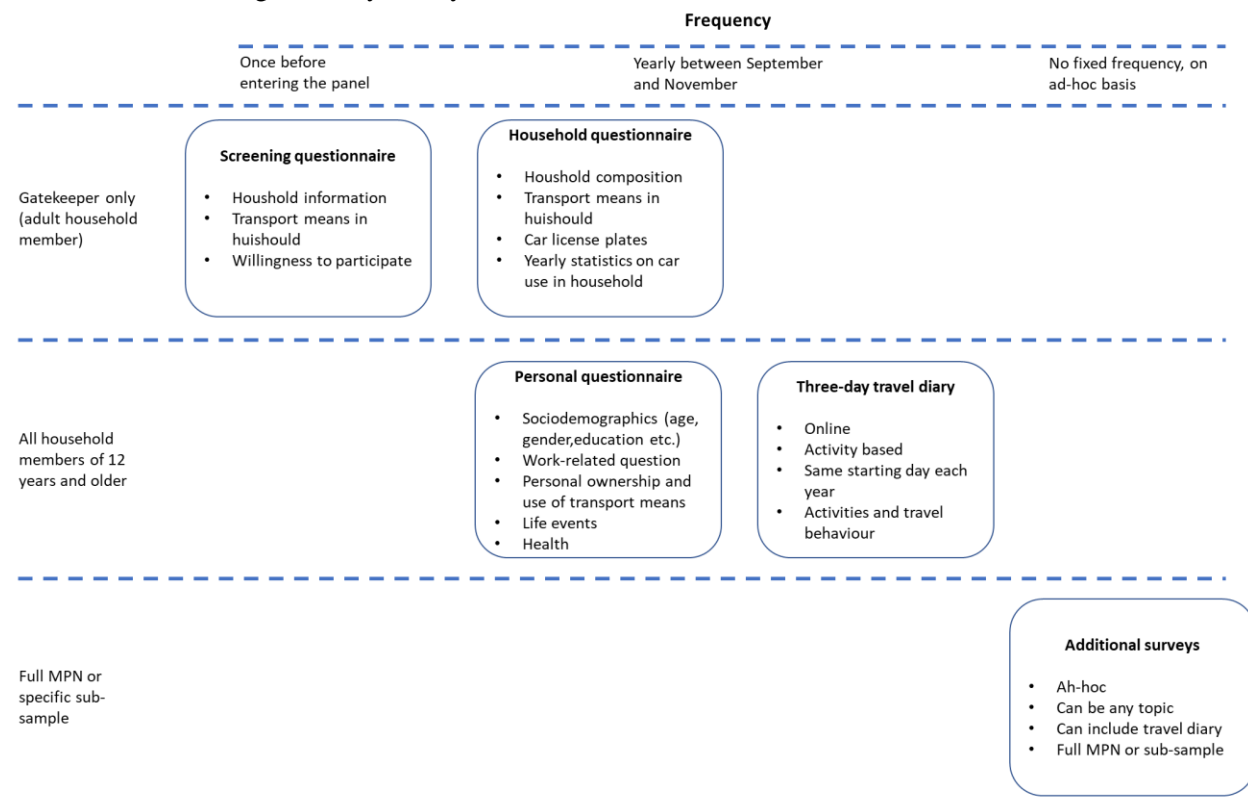 Frequency
Once before
entering the panel
Yearly between September
and November
No fixed frequency, on
ad-hoc basis
Gatekeeper only
(adult household
member)
Screening questionnaire
• Houshold information
• Transport means in
huishould
• Willingness to participate
Household questionnaire
• Houshold composition
• Transport means in
huishould
• Car license plates
• Yearly statistics on car
use in household
All household
members of 12
years and older
Personal questionnaire
• Sociodemographics (age,
gender,education etc.)
• Work-related question
• Personal ownership and
use of transport means
• Life events
• Health
Three-day travel diary
• Online
• Activity based
• Same starting day each
year
• Activities and travel
behaviour
Full MPN or
specific sub-
sample
Additional surveys
• Ah-hoc
• Can be any topic
• Can include travel diary
• Full MPN or sub-sample